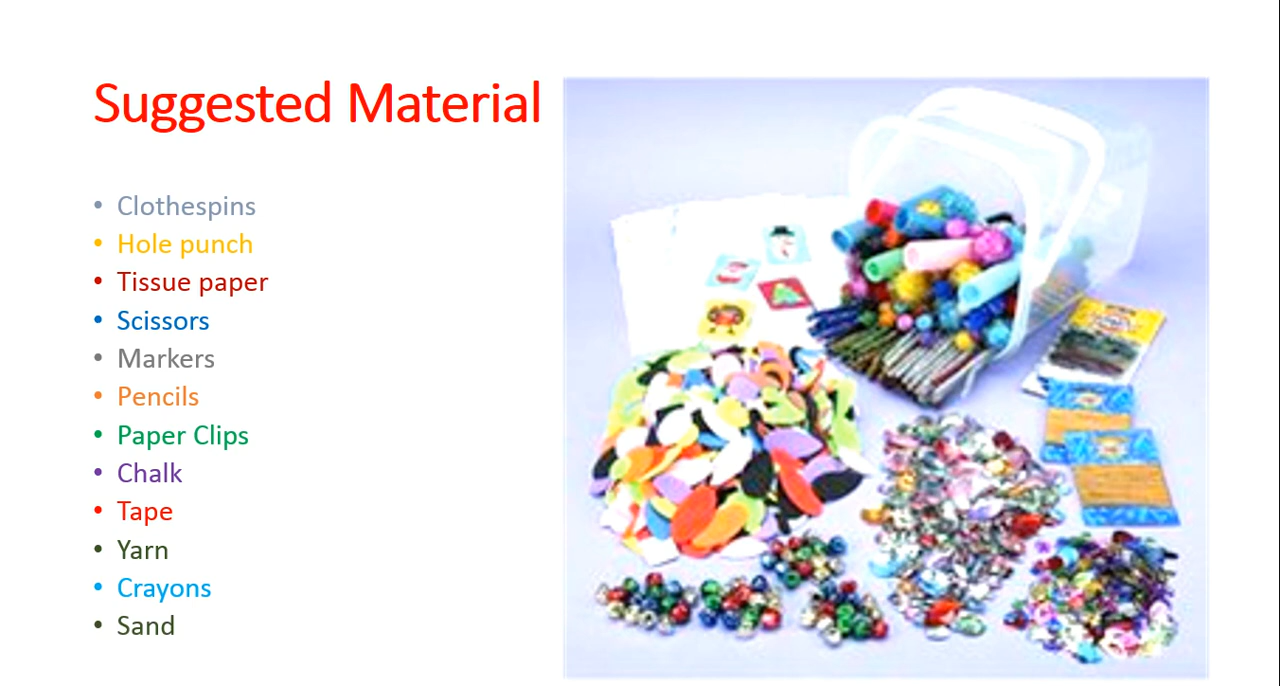 Suggested Material
• Clothespins
• Hole punch
• Tissue paper
• Scissors
• Markers
• Pencils
• Paper Clips
• Chalk
• Tape
• Yarn
• Crayons
• Sand